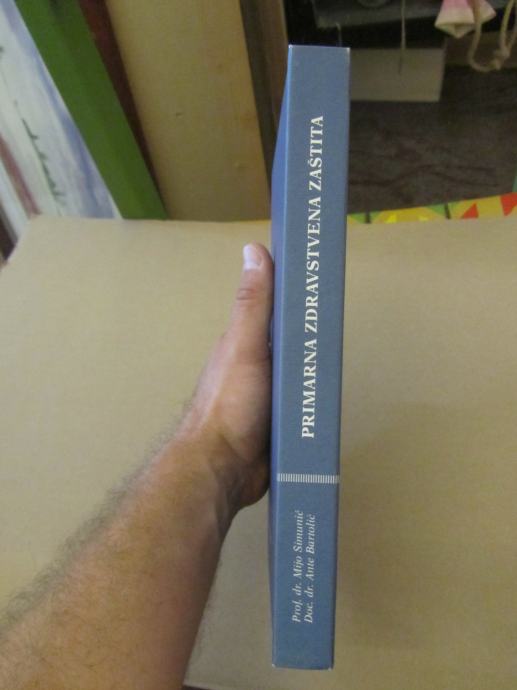 PRIMARNA ZDRAVSTVENA ZAŠTITA
Prof. dr. Mijo Šimunić
Doc. dr. Ante Bartolić